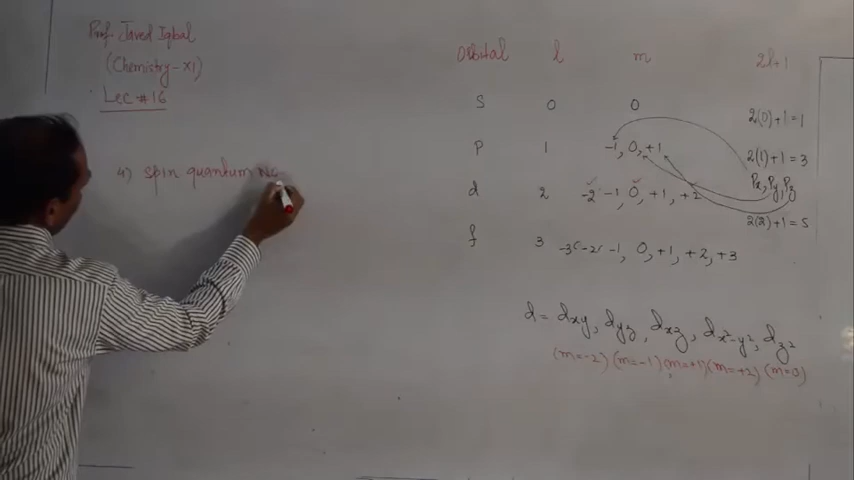 Prof. Javed Iqbal
(Chemistry-XI)
Lec # 16
4) Spin quantum No
Orbital l m 2l+1
S 0 0 2(0)+1=1
P 1 -1, 0, +1 2(1)+1=3
Px, Py, Pz
d 2 -2 -1, 0, +1, +2 2(2)+1=5
f 3 -3, -2, -1, 0, +1, +2, +3
d = dxy, dyz, dxz, dx²-y², dz²
(m=-2) (m=-1) (m=+1) (m=+2) (m=0)